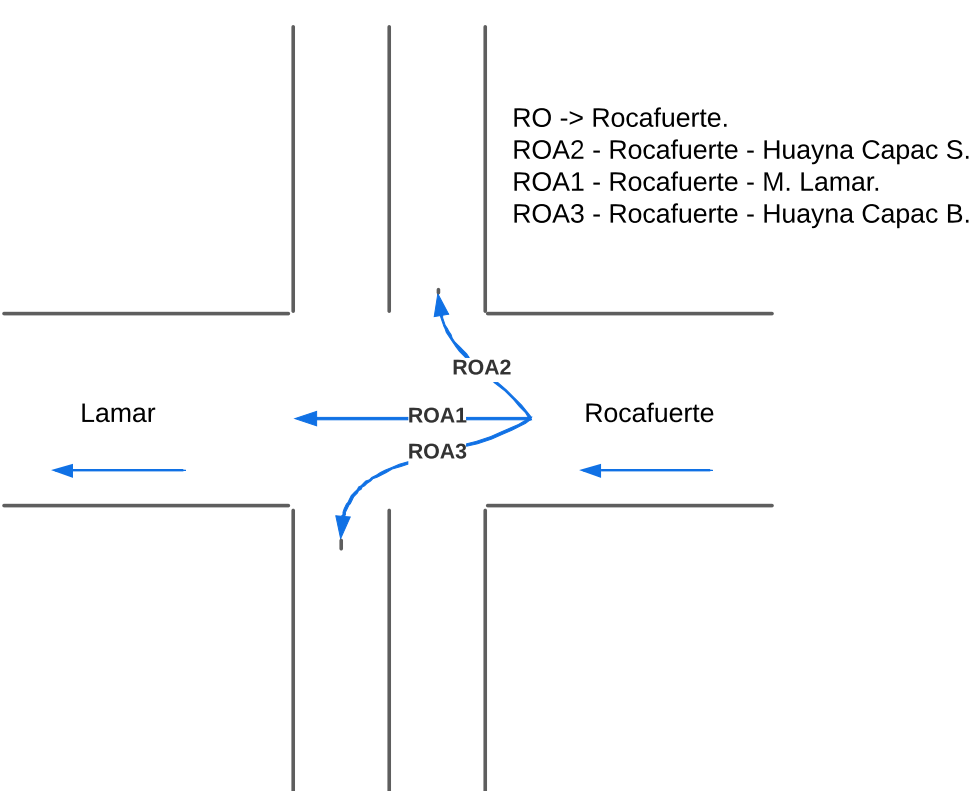 RO -> Rocafuerte.
ROA2 - Rocafuerte - Huayna Capac S.
ROA1 - Rocafuerte - M. Lamar.
ROA3 - Rocafuerte - Huayna Capac B.
ROA2
Lamar
ROA1
Rocafuerte
ROA3